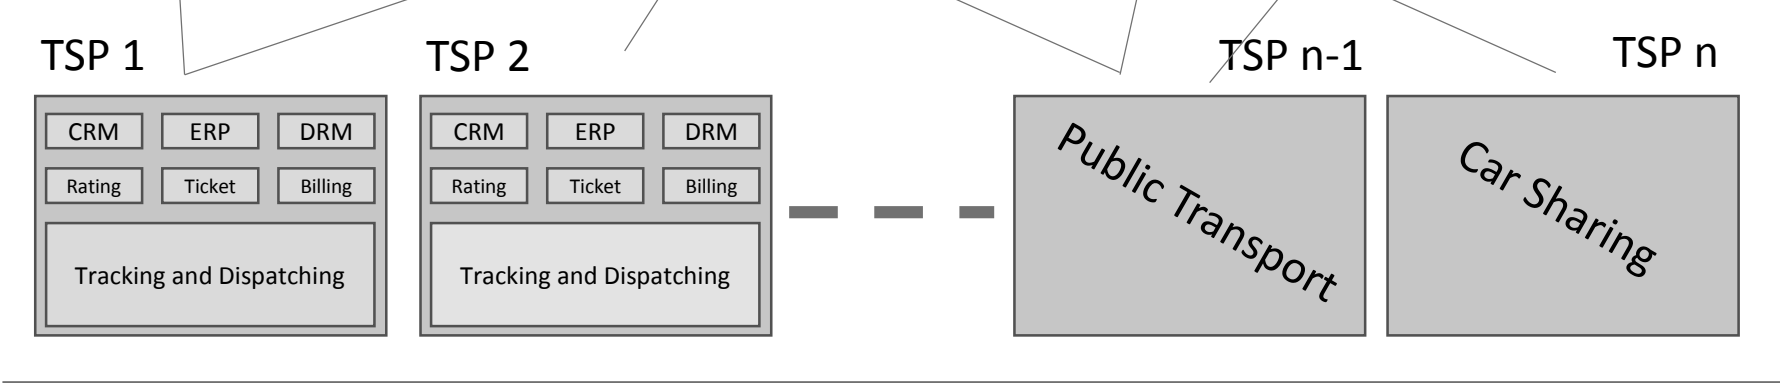 TSP 1
TSP 2
TSP n-1
TSP n
CRM ERP DRM
Rating Ticket Billing
Tracking and Dispatching
CRM ERP DRM
Rating Ticket Billing
Tracking and Dispatching
Public Transport
Car Sharing